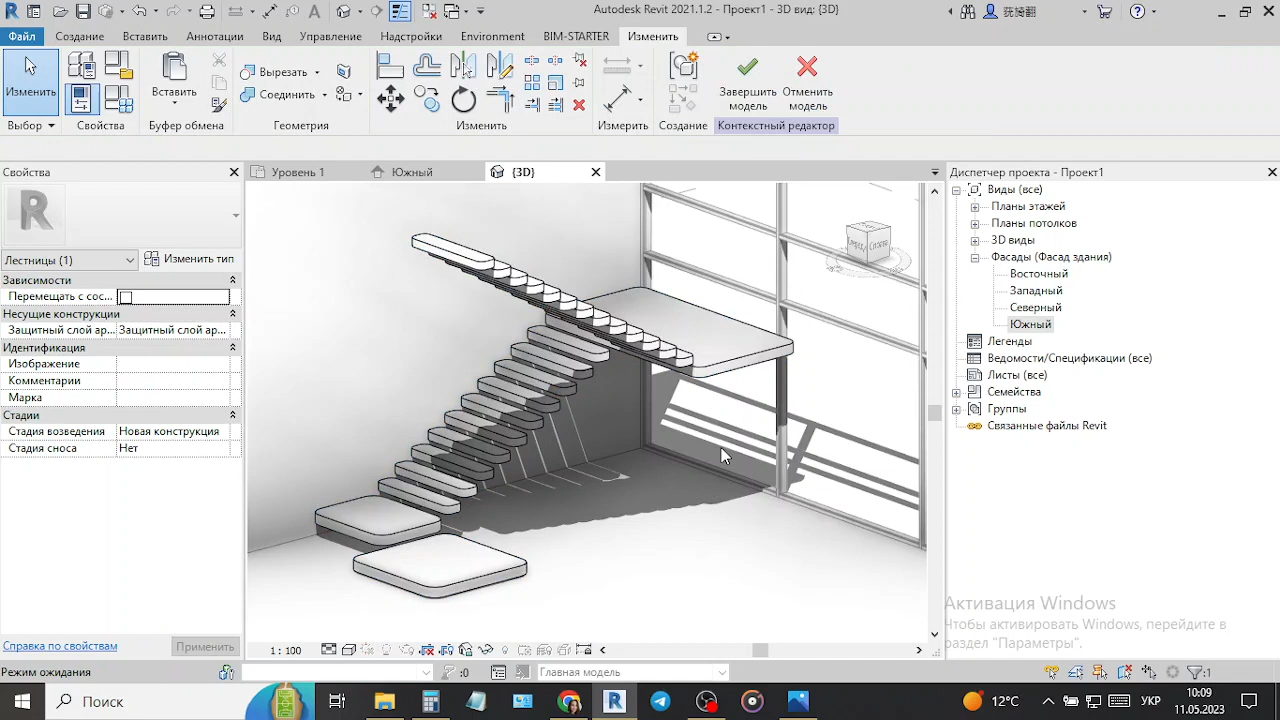 Autodesk Revit 2021.1.2 - Проект1 - 3D вид: {3D}
Файл Создание Вставить Аннотации Вид Управление Надстройки Environment BIM-STARTER Изменить
Изменить Вставить Вырезать Соединить Завершить модель Отменить модель
Выбор Свойства Буфер обмена Геометрия Изменить Измерить Создание Контекстный редактор
Свойства
Уровень 1 Южный {3D}
Диспетчер проекта - Проект1
R
Лестницы (1) Изменить тип
Зависимости
Перемещать с сос...
Несущие конструкции
Защитный слой ар... Защитный слой ар...
Идентификация
Изображение
Комментарии
Марка
Стадии
Стадия возведения Новая конструкция
Стадия сноса Нет
Виды (все)
Планы этажей
Планы потолков
3D виды
Фасады (Фасад здания)
Восточный
Западный
Северный
Южный
Легенды
Ведомости/Спецификации (все)
Листы (все)
Семейства
Группы
Связанные файлы Revit
Активация Windows
Чтобы активировать Windows, перейдите в
раздел "Параметры".
Справка по свойствам Применить
1 : 100
Режим ожидания :0 Главная модель :1
Поиск
12°C УКР 10:09
11.05.2023